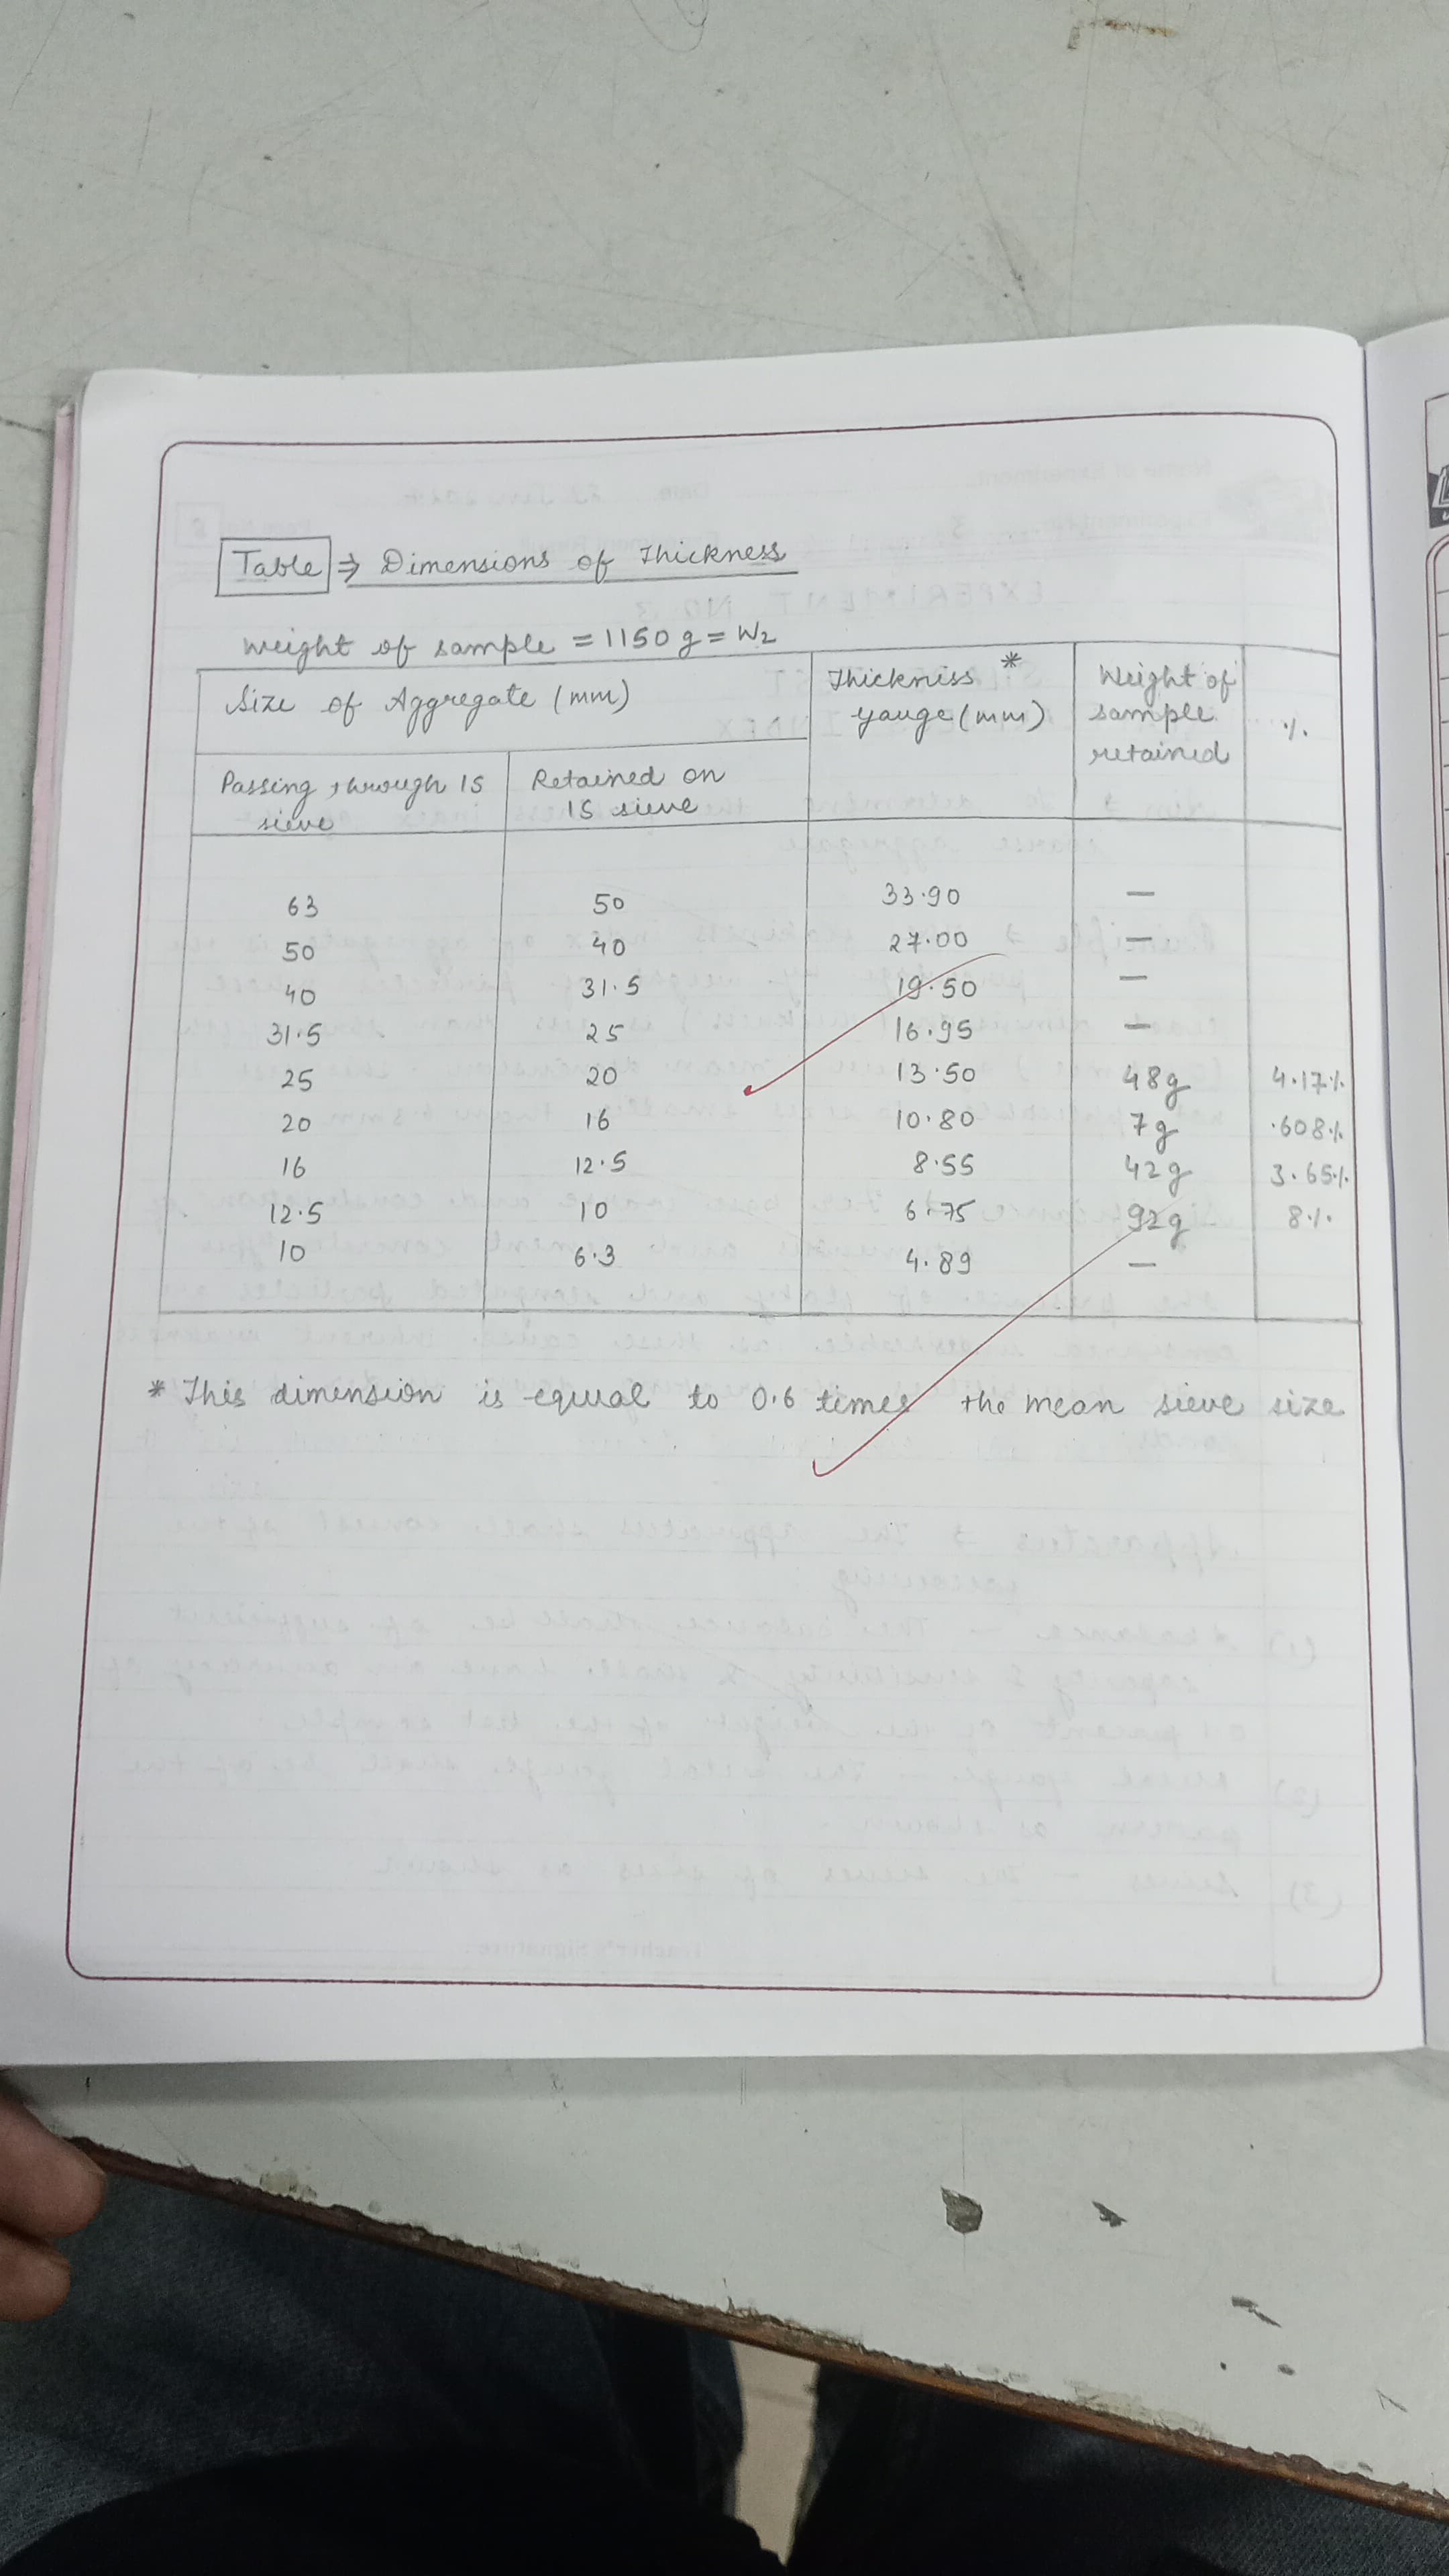 Table ⇒ Dimensions of Thickness
Weight of sample = 1150 g = W2
Size of Aggregate (mm) Thickniss gauge (mm) * Weight of sample retained %
Passing through IS sieve Retained on IS sieve
63 50 33.90 —
50 40 27.00 —
40 31.5 19.50 —
31.5 25 16.95 —
25 20 13.50 48g 4.17%
20 16 10.80 7g .608%
16 12.5 8.55 42g 3.65%
12.5 10 6.75 92g 8%
10 6.3 4.89 —
* This dimension is equal to 0.6 times the mean sieve size